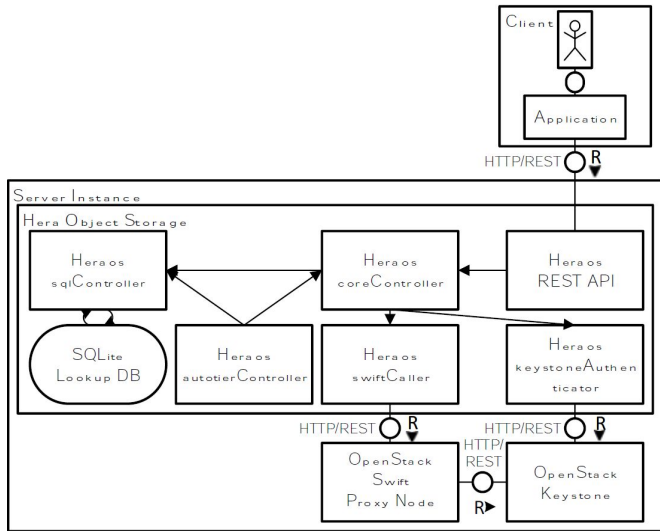 Client
Application
HTTP/REST
R
Server Instance
Hera Object Storage
Heraos
sqlController
Heraos
coreController
Heraos
REST API
SQLite
Lookup DB
Heraos
autotierController
Heraos
swiftCaller
Heraos
keystoneAuthen
ticator
HTTP/REST
R
HTTP/REST
R
OpenStack
Swift
Proxy Node
HTTP/
REST
R
OpenStack
Keystone